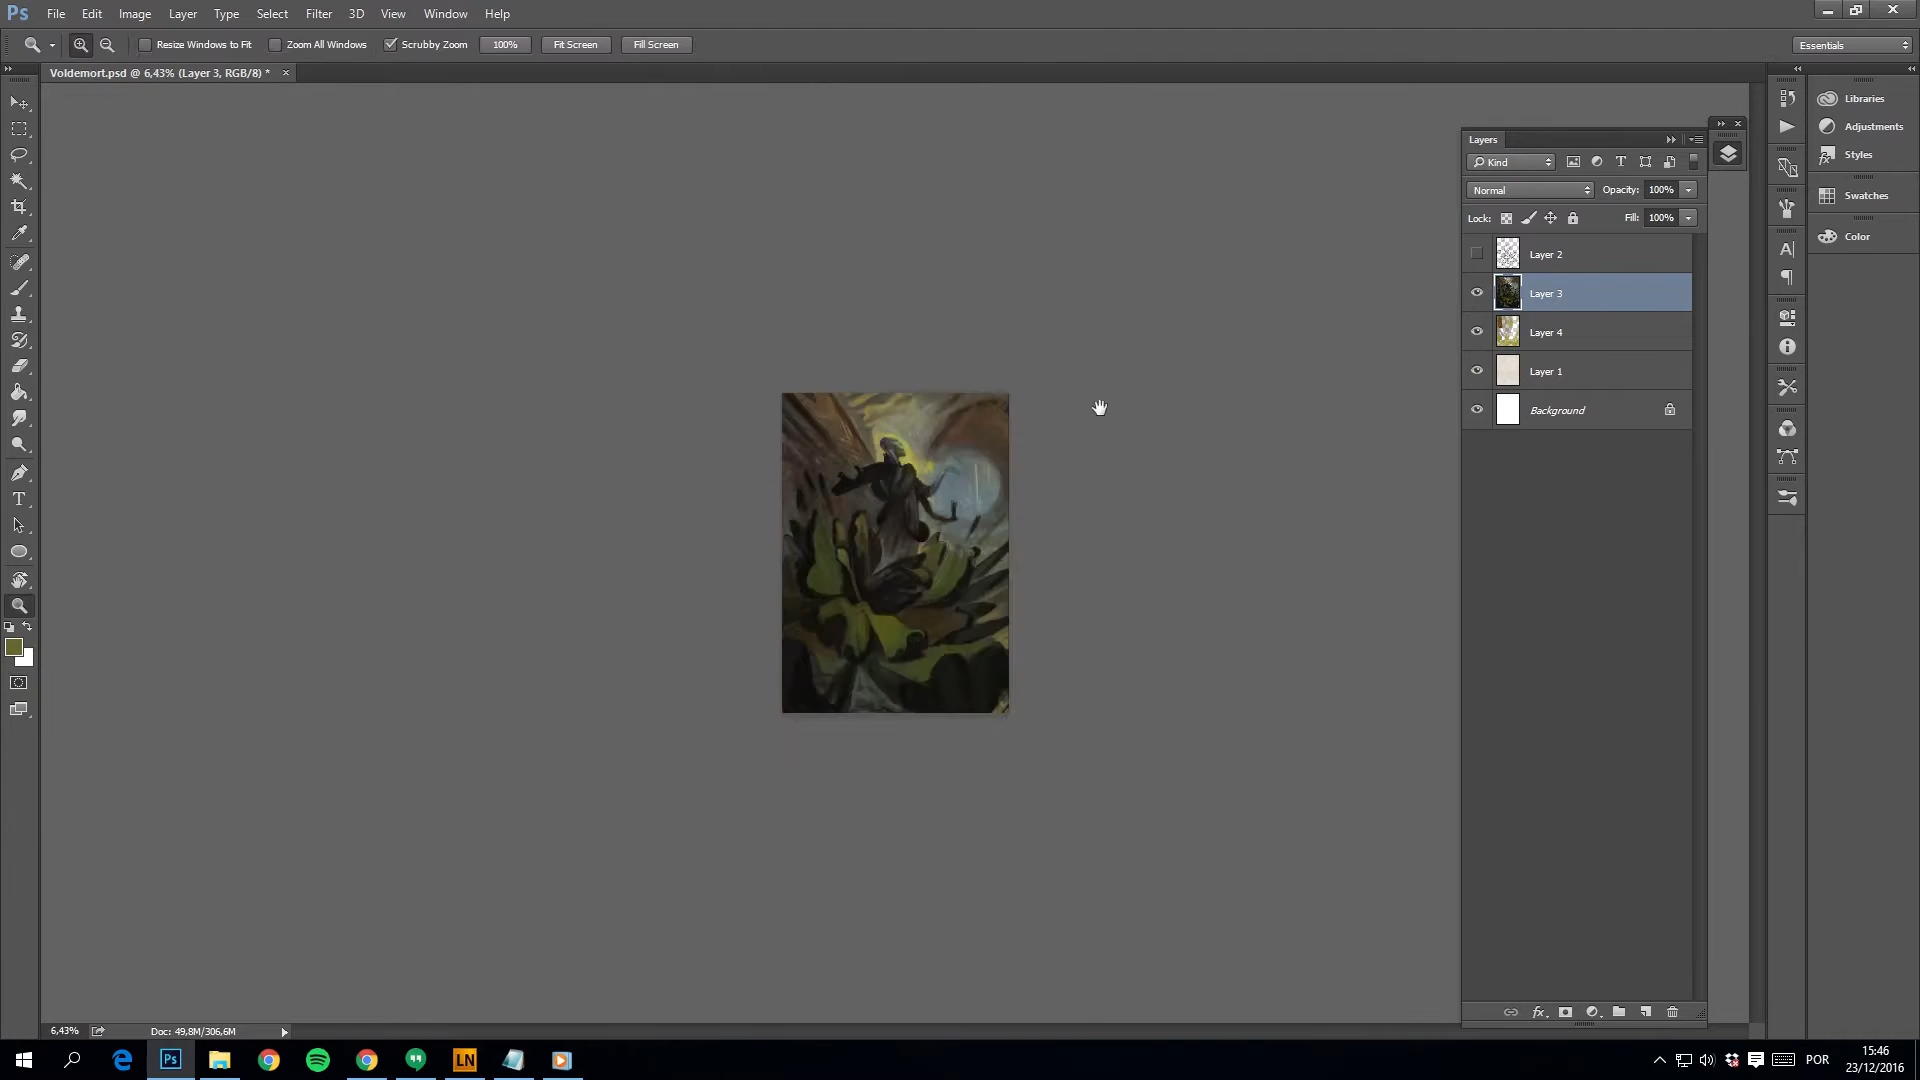 Ps File Edit Image Layer Type Select Filter 3D View Window Help
Resize Windows to Fit Zoom All Windows Scrubby Zoom 100% Fit Screen Fill Screen Essentials
Voldemort.psd @ 6,43% (Layer 3, RGB/8) * ×
Layers
Kind
Normal Opacity: 100%
Lock: Fill: 100%
Layer 2
Layer 3
Layer 4
Layer 1
Background
Libraries
Adjustments
Styles
Swatches
Color
6,43% Doc: 49,8M/306,6M
Ps LN POR 15:46
23/12/2016